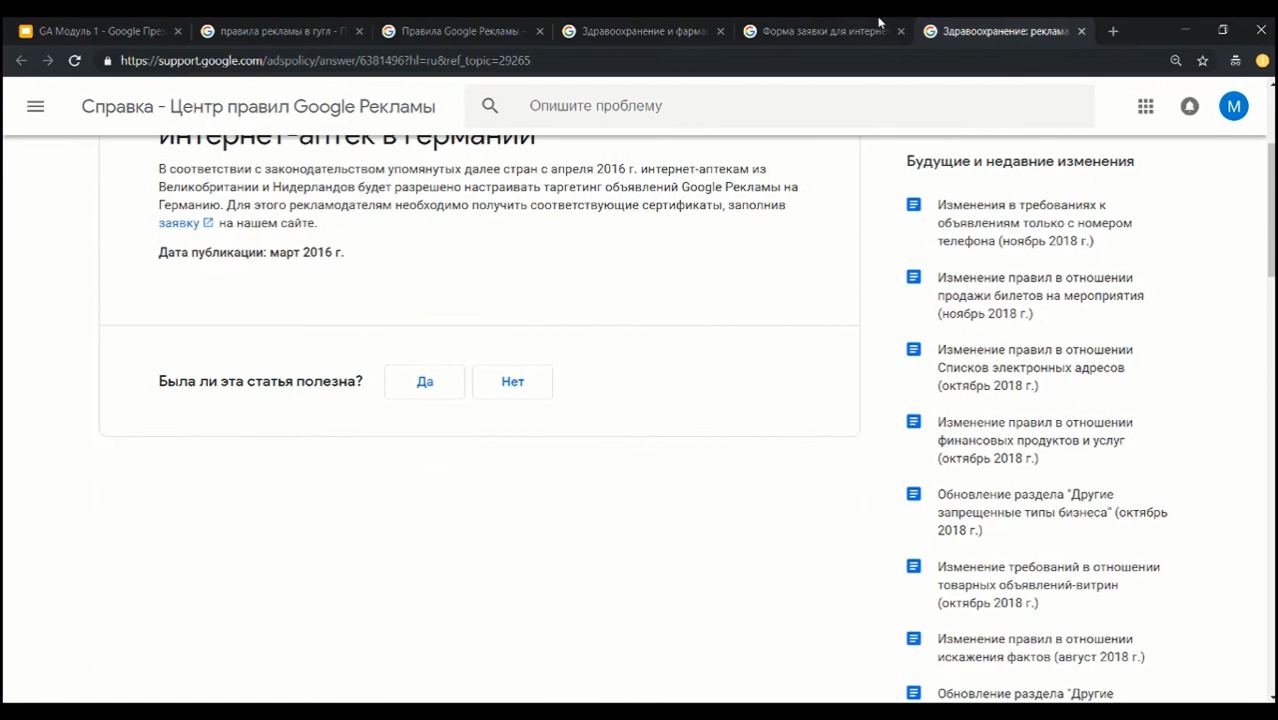 GA Модуль 1 - Google През
правила рекламы в гугл - П
Правила Google Рекламы -
Здравоохранение и фарма
Форма заявки для интерне
Здравоохранение: реклама
https://support.google.com/adspolicy/answer/6381496?hl=ru&ref_topic=29265
Справка - Центр правил Google Рекламы
Опишите проблему
M
интернет-аптек в Германии
В соответствии с законодательством упомянутых далее стран с апреля 2016 г. интернет-аптекам из
Великобритании и Нидерландов будет разрешено настраивать таргетинг объявлений Google Рекламы на
Германию. Для этого рекламодателям необходимо получить соответствующие сертификаты, заполнив
заявку на нашем сайте.
Дата публикации: март 2016 г.
Была ли эта статья полезна?
Да
Нет
Будущие и недавние изменения
Изменения в требованиях к
объявлениям только с номером
телефона (ноябрь 2018 г.)
Изменение правил в отношении
продажи билетов на мероприятия
(ноябрь 2018 г.)
Изменение правил в отношении
Списков электронных адресов
(октябрь 2018 г.)
Изменение правил в отношении
финансовых продуктов и услуг
(октябрь 2018 г.)
Обновление раздела "Другие
запрещенные типы бизнеса" (октябрь
2018 г.)
Изменение требований в отношении
товарных объявлений-витрин
(октябрь 2018 г.)
Изменение правил в отношении
искажения фактов (август 2018 г.)
Обновление раздела "Другие